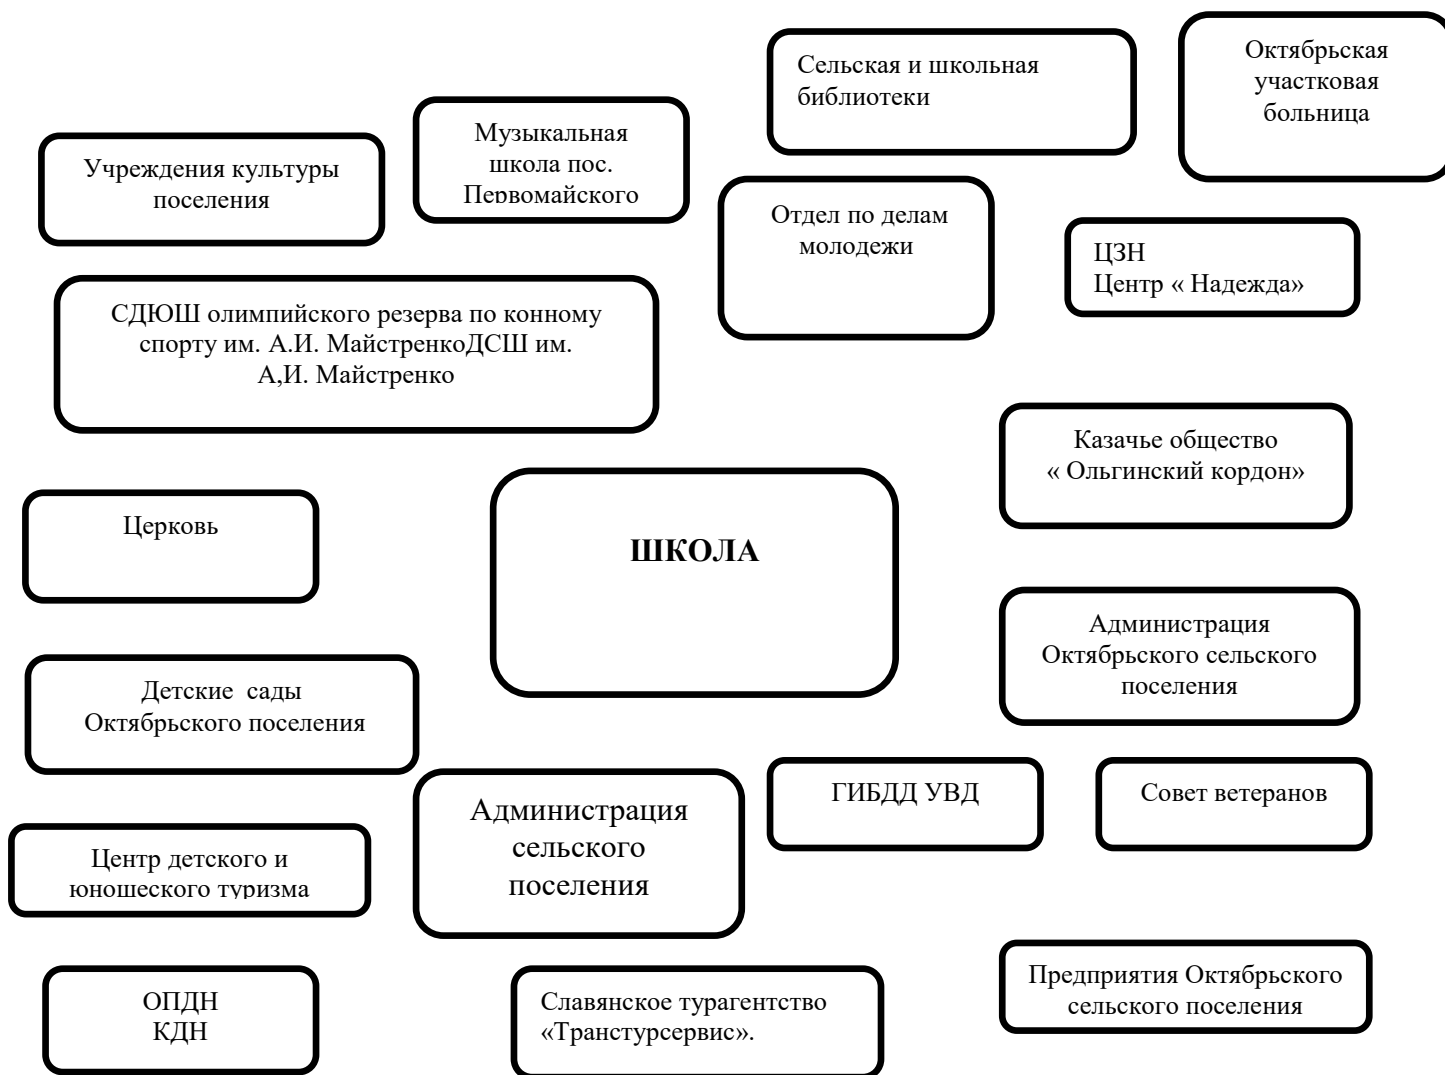 Октябрьская
участковая
больница
Сельская и школьная
библиотеки
Музыкальная
школа пос.
Первомайского
Учреждения культуры
поселения
Отдел по делам
молодежи
ЦЗН
Центр « Надежда»
СДЮШ олимпийского резерва по конному
спорту им. А.И. МайстренкоДСШ им.
А,И. Майстренко
Казачье общество
« Ольгинский кордон»
Церковь
ШКОЛА
Администрация
Октябрьского сельского
поселения
Детские  сады
Октябрьского поселения
Администрация
сельского
поселения
ГИБДД УВД
Совет ветеранов
Центр детского и
юношеского туризма
Предприятия Октябрьского
сельского поселения
ОПДН
КДН
Славянское турагентство
«Транстурсервис».